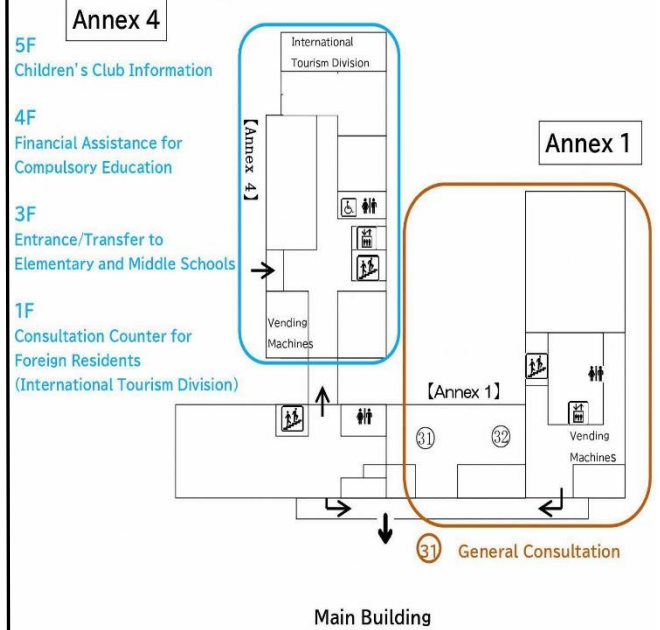 Annex 4
5F
Children's Club Information
4F
Financial Assistance for
Compulsory Education
3F
Entrance/Transfer to
Elementary and Middle Schools
1F
Consultation Counter for
Foreign Residents
(International Tourism Division)
International
Tourism Division
【Annex 4】
Vending
Machines
Annex 1
【Annex 1】
㉛
㉜
Vending
Machines
㉛ General Consultation
Main Building